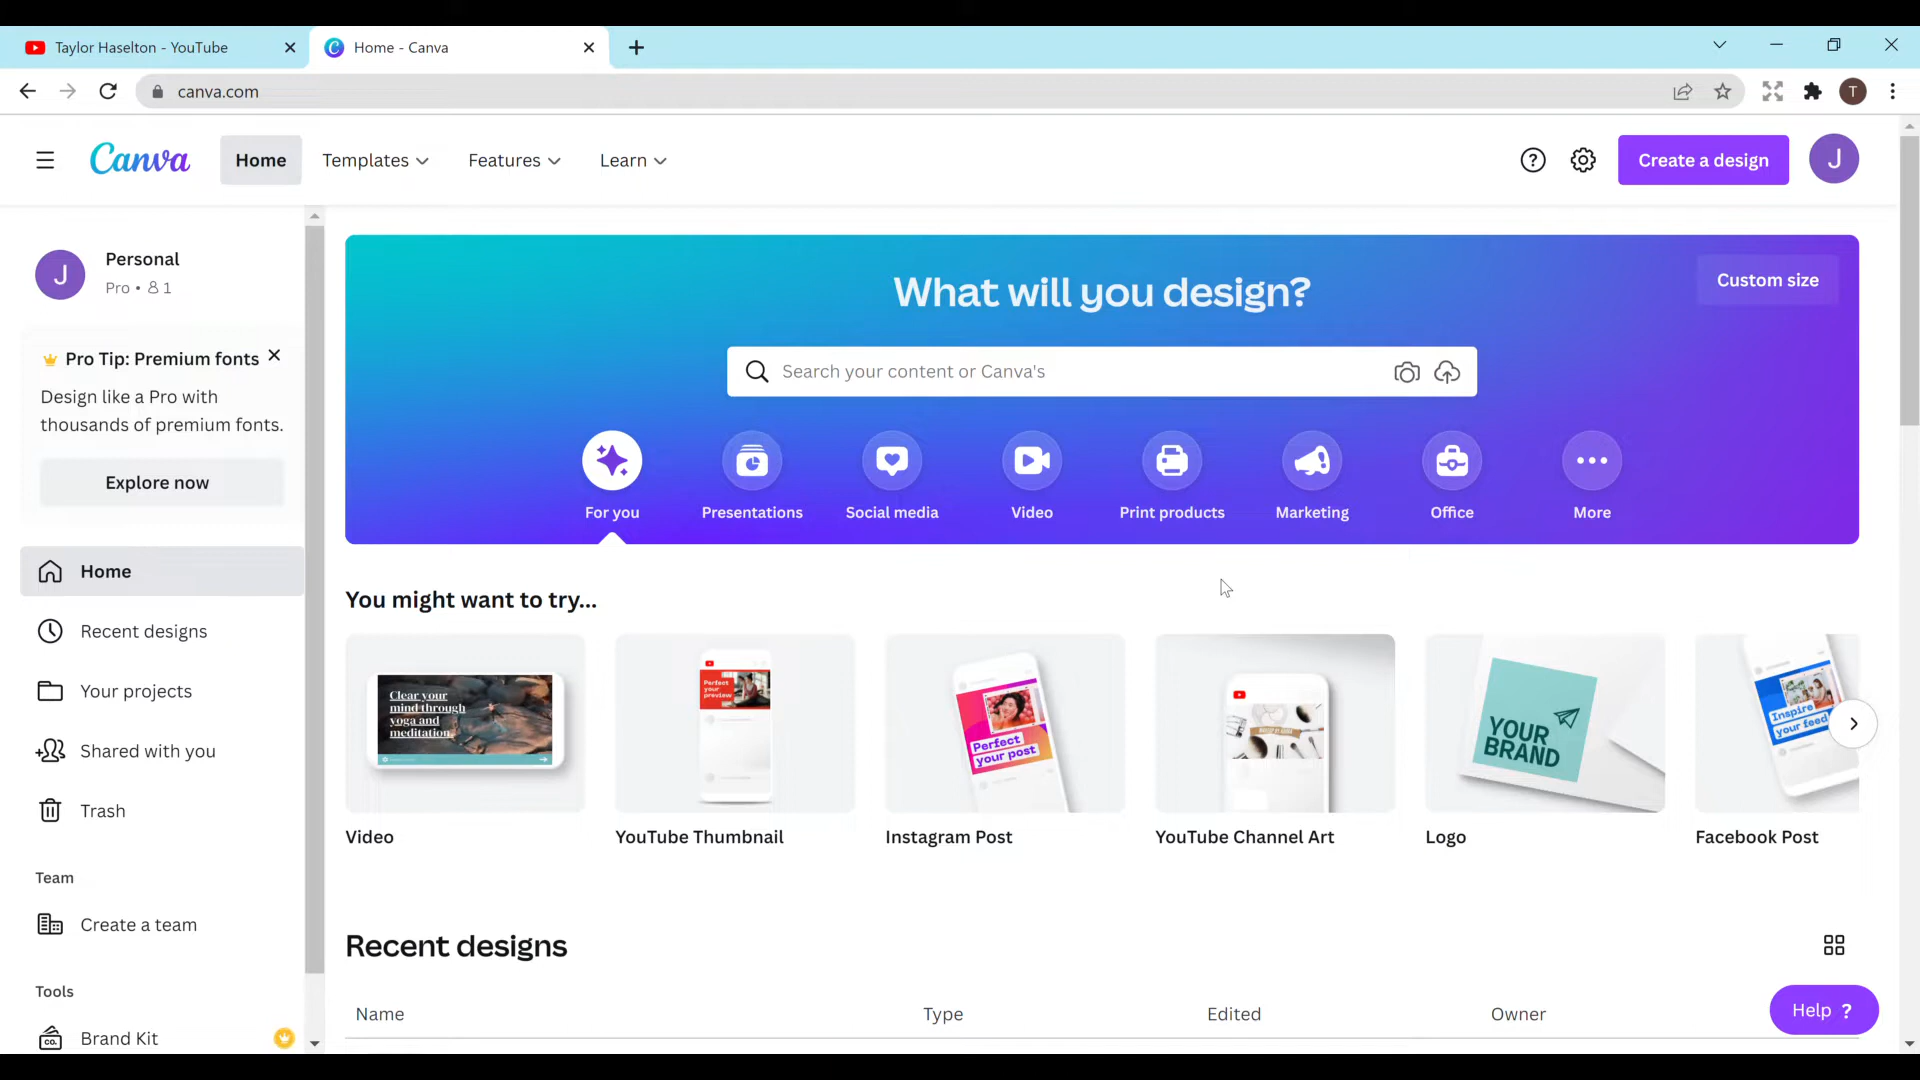 Taylor Haselton - YouTube
Home - Canva
canva.com
T
Canva
Home
Templates
Features
Learn
Create a design
J
J
Personal
Pro • 1
Pro Tip: Premium fonts
Design like a Pro with
thousands of premium fonts.
Explore now
Home
Recent designs
Your projects
Shared with you
Trash
Team
Create a team
Tools
CO.
Brand Kit
What will you design?
Custom size
Search your content or Canva's
For you
Presentations
Social media
Video
Print products
Marketing
Office
More
You might want to try...
Clear your
mind through
yoga and
meditation.
Video
Perfect
your
preview
YouTube Thumbnail
Perfect
your post
Instagram Post
YouTube Channel Art
YOUR
BRAND
Logo
Inspire
your feed
Facebook Post
Recent designs
Name
Type
Edited
Owner
Help ?